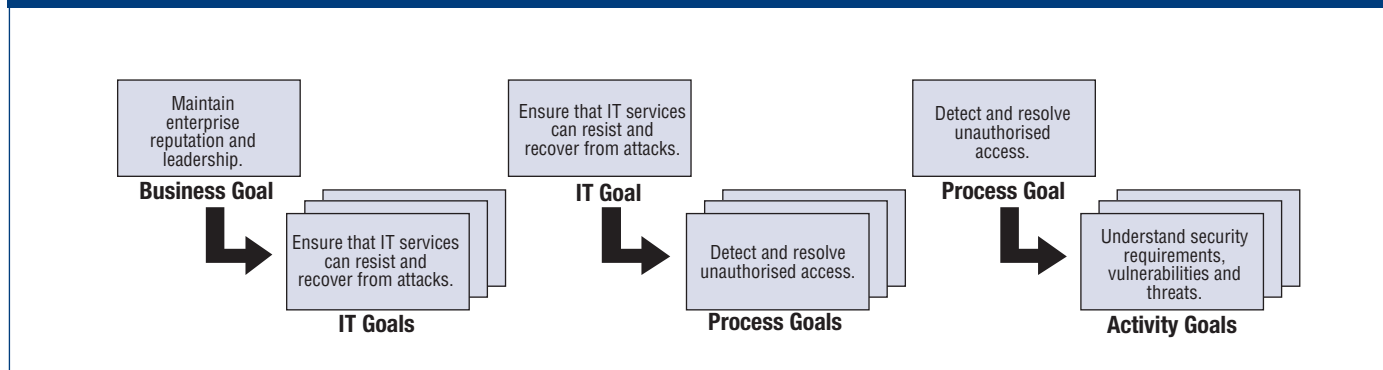 Maintain
enterprise
reputation and
leadership.
Business Goal
Ensure that IT services
can resist and
recover from attacks.
IT Goals
Ensure that IT services
can resist and
recover from attacks.
IT Goal
Detect and resolve
unauthorised access.
Process Goals
Detect and resolve
unauthorised
access.
Process Goal
Understand security
requirements,
vulnerabilities and
threats.
Activity Goals